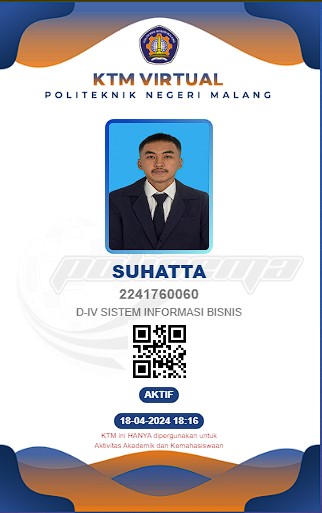 KTM VIRTUAL
POLITEKNIK NEGERI MALANG
polinema
SUHATTA
2241760060
D-IV SISTEM INFORMASI BISNIS
AKTIF
18-04-2024 18:16
KTM ini HANYA dipergunakan untuk
Aktivitas Akademik dan Kemahasiswaan